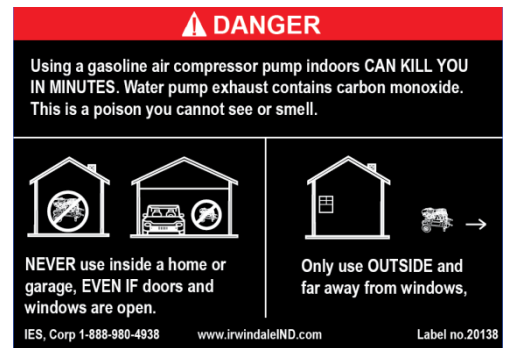 DANGER
Using a gasoline air compressor pump indoors CAN KILL YOU
IN MINUTES. Water pump exhaust contains carbon monoxide.
This is a poison you cannot see or smell.
NEVER use inside a home or
garage, EVEN IF doors and
windows are open.
Only use OUTSIDE and
far away from windows,
IES, Corp 1-888-980-4938 www.irwindaleIND.com Label no.20138